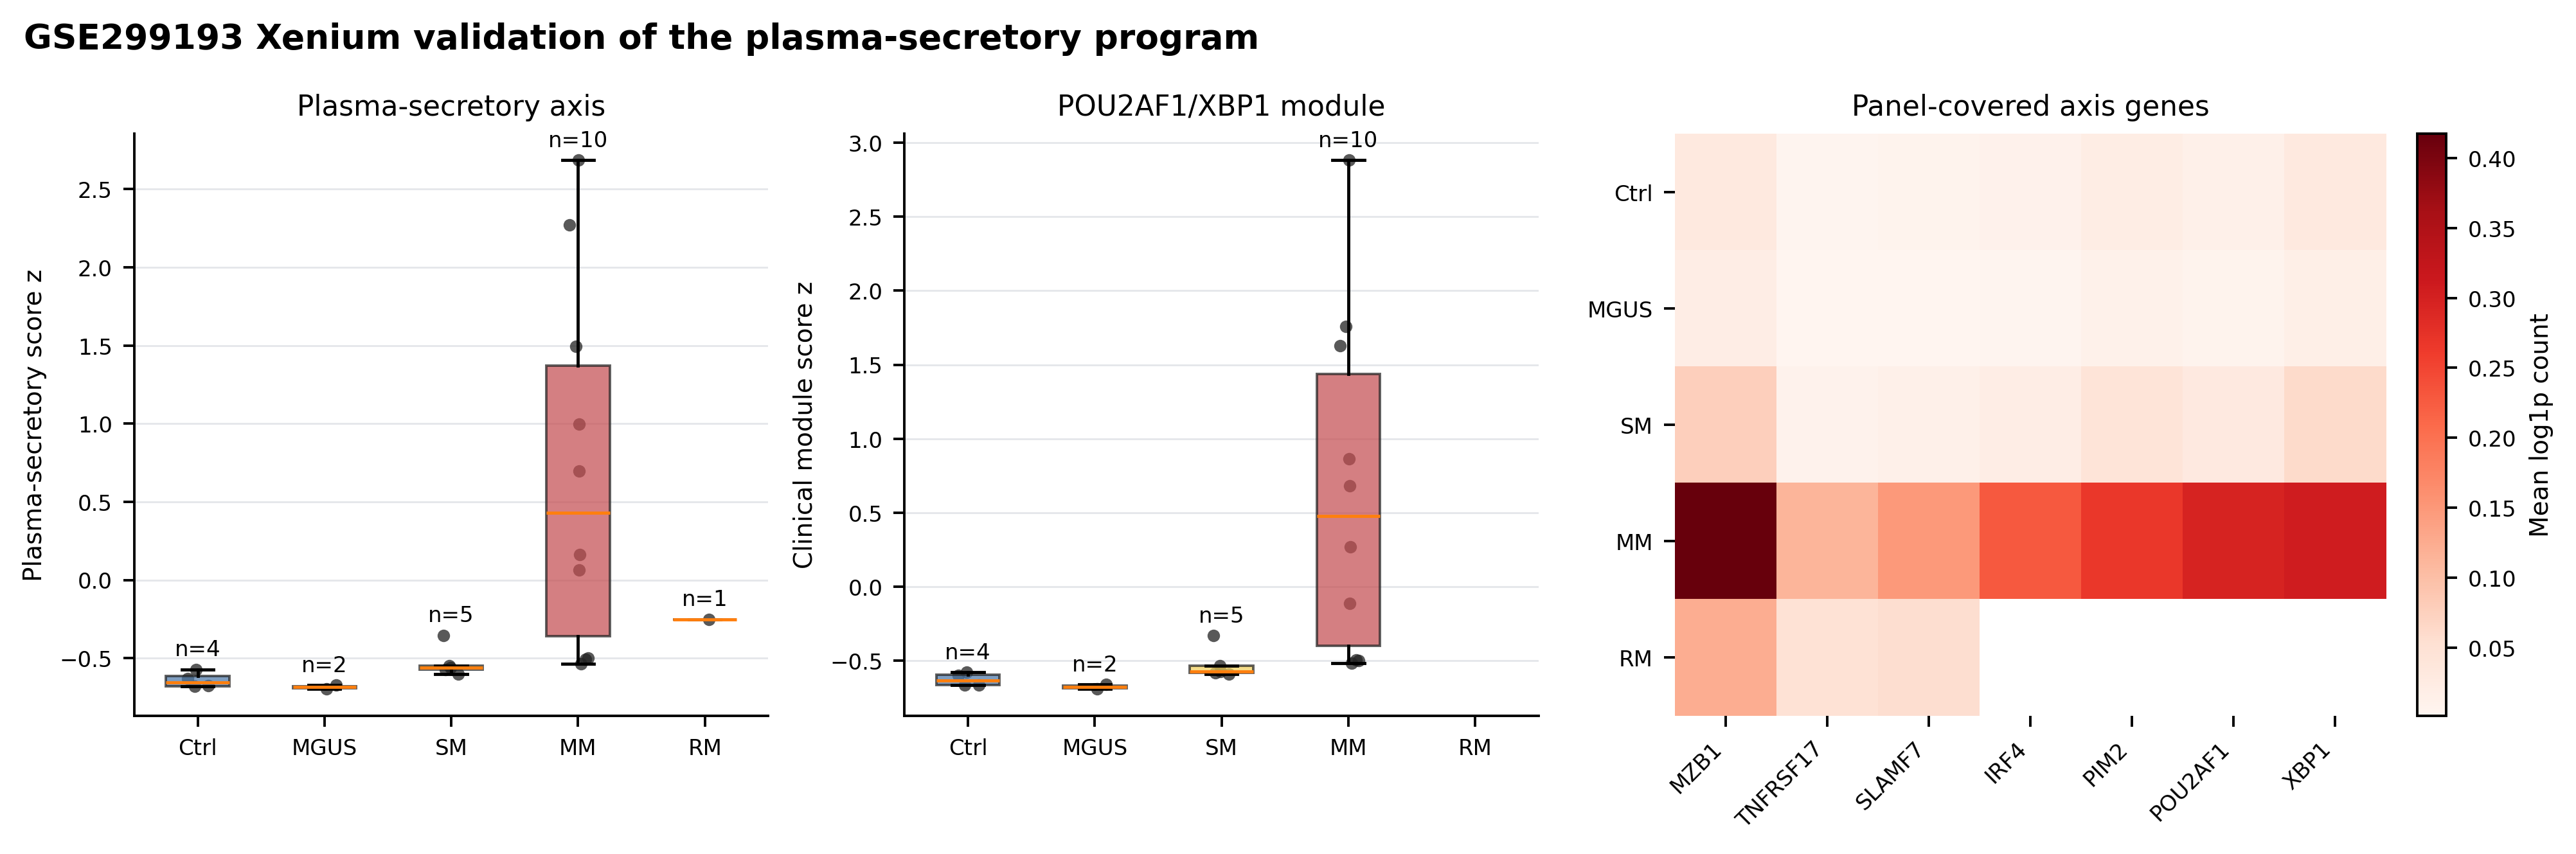 GSE299193 Xenium validation of the plasma-secretory program
Plasma-secretory axis
Plasma-secretory score z
2.5
2.0
1.5
1.0
0.5
0.0
−0.5
n=4
n=2
n=5
n=10
n=1
Ctrl
MGUS
SM
MM
RM
POU2AF1/XBP1 module
Clinical module score z
3.0
2.5
2.0
1.5
1.0
0.5
0.0
−0.5
n=4
n=2
n=5
n=10
Ctrl
MGUS
SM
MM
RM
Panel-covered axis genes
Ctrl
MGUS
SM
MM
RM
MZB1
TNFRSF17
SLAMF7
IRF4
PIM2
POU2AF1
XBP1
0.40
0.35
0.30
0.25
0.20
0.15
0.10
0.05
Mean log1p count